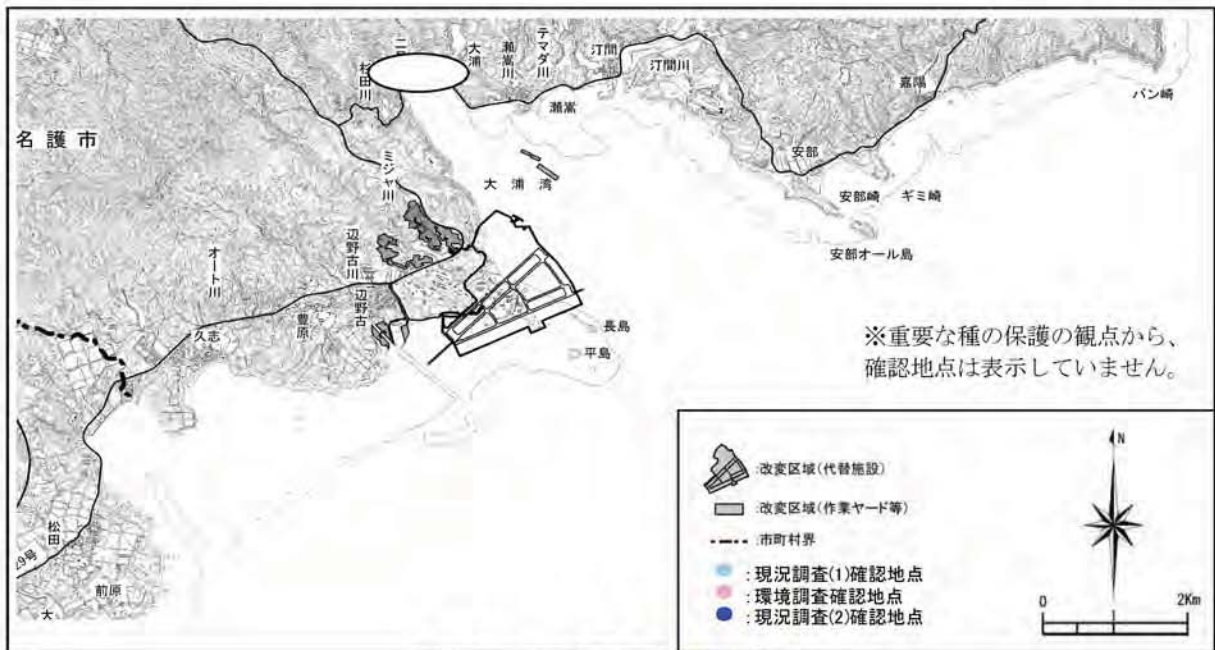 名護市
杉田川
二
大浦
瀬嵩川
テマダ川
汀間
汀間川
瀬嵩
嘉陽
バン崎
安部
安部崎
ギミ崎
安部オール島
大浦湾
ミジャ川
辺野古川
辺野古
オート川
久志
豊原
長島
平島
松田
前原
大
※重要な種の保護の観点から、
確認地点は表示していません。
:改変区域(代替施設)
:改変区域(作業ヤード等)
:市町村界
:現況調査(1)確認地点
:環境調査確認地点
:現況調査(2)確認地点
N
0 2Km